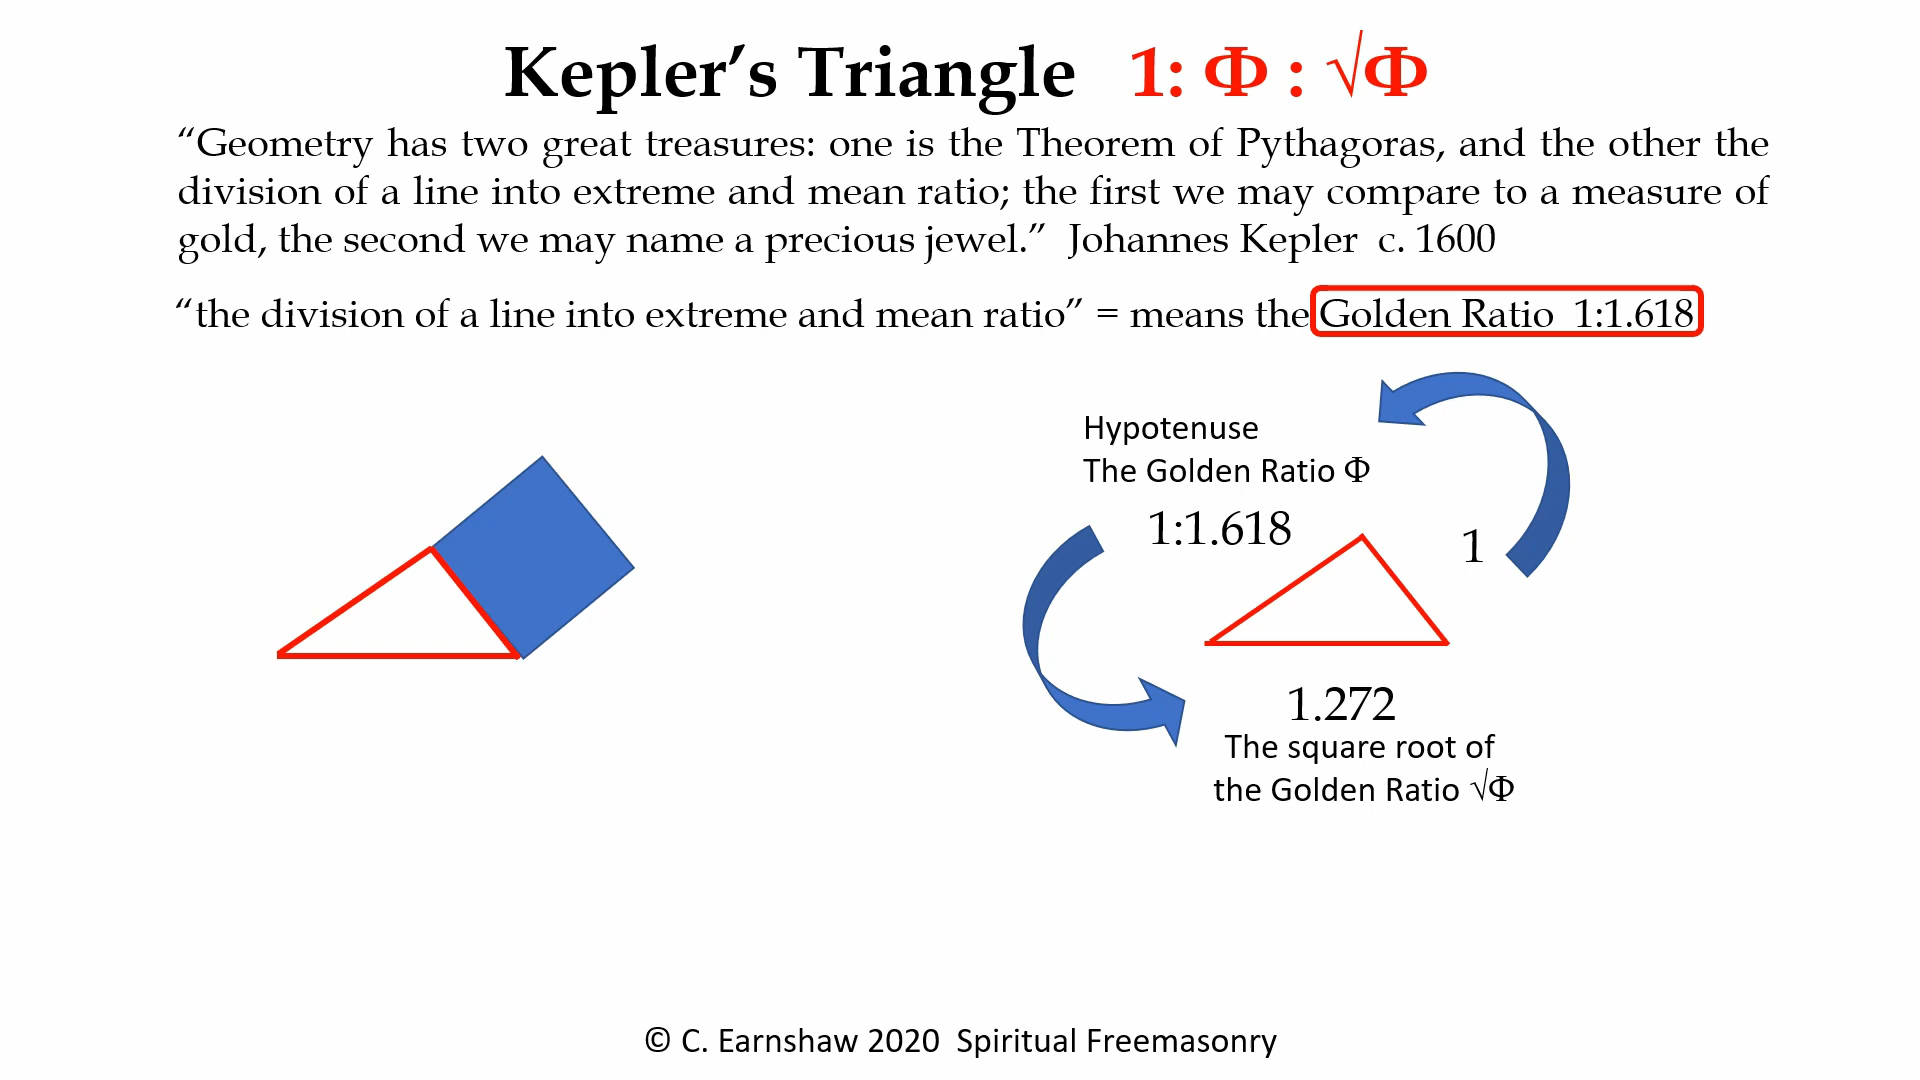 Kepler’s Triangle 1: Φ : √Φ
“Geometry has two great treasures: one is the Theorem of Pythagoras, and the other the
division of a line into extreme and mean ratio; the first we may compare to a measure of
gold, the second we may name a precious jewel.” Johannes Kepler c. 1600
“the division of a line into extreme and mean ratio” = means the Golden Ratio 1:1.618
Hypotenuse
The Golden Ratio Φ
1:1.618
1
1.272
The square root of
the Golden Ratio √Φ
© C. Earnshaw 2020 Spiritual Freemasonry